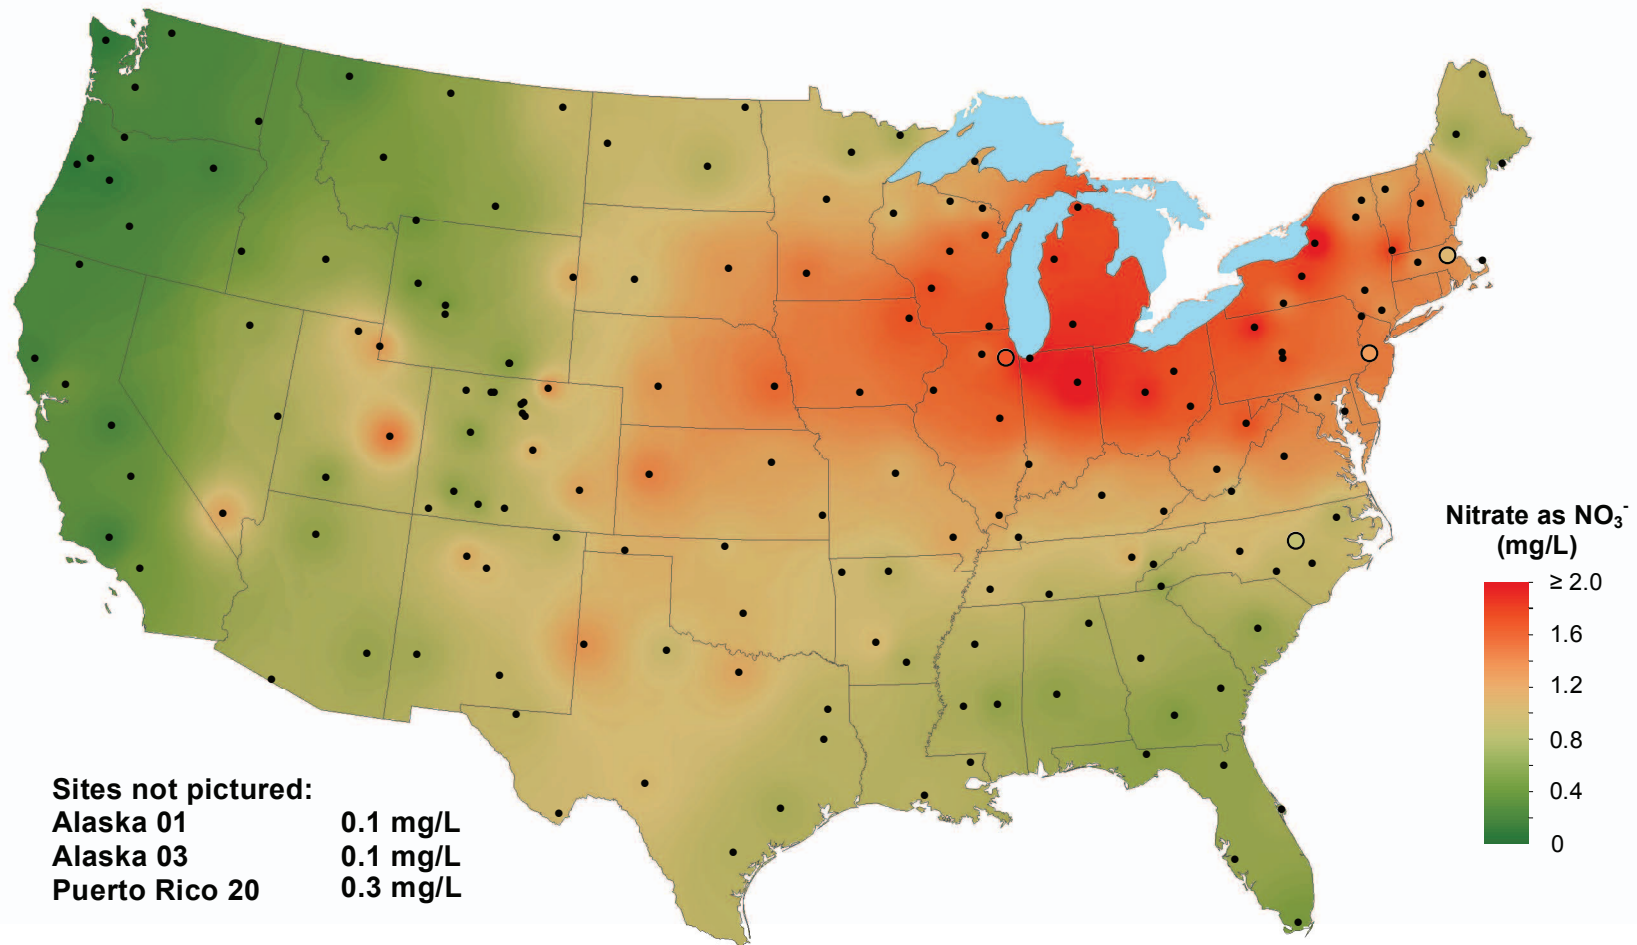 Nitrate as NO₃⁻
(mg/L)
≥ 2.0
1.6
1.2
0.8
0.4
0
Sites not pictured:
Alaska 01 0.1 mg/L
Alaska 03 0.1 mg/L
Puerto Rico 20 0.3 mg/L